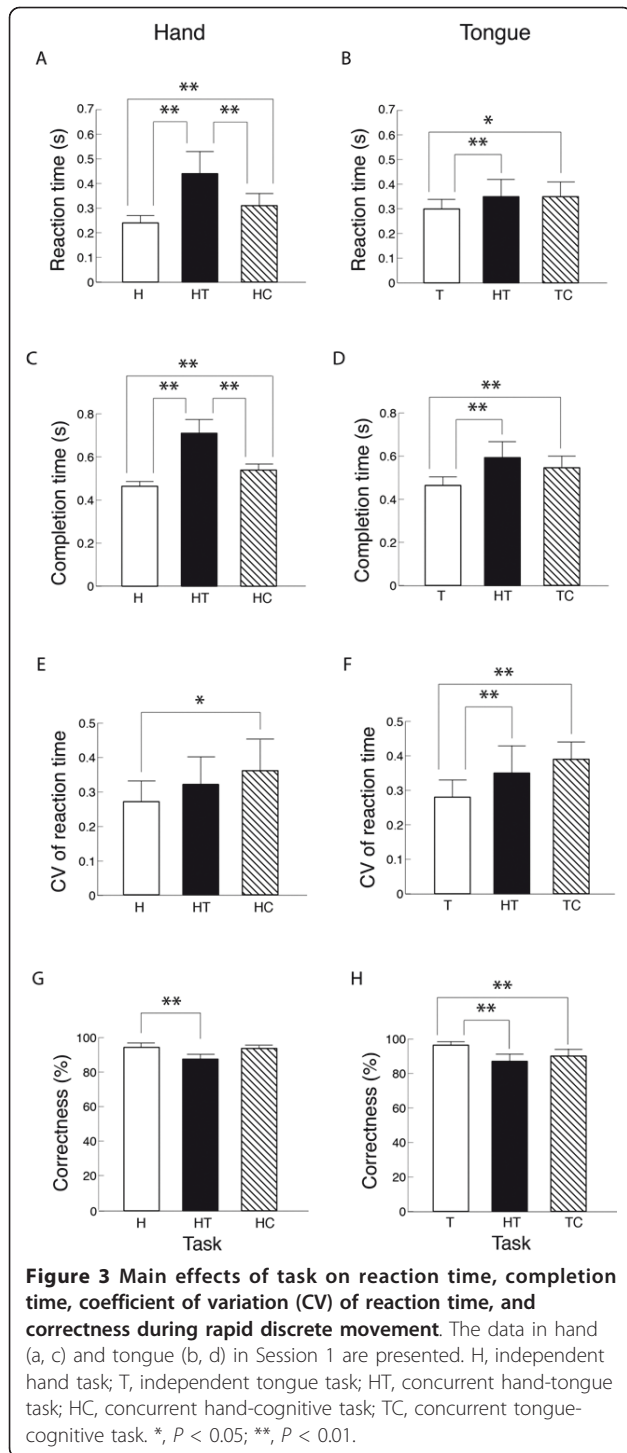 Hand Tongue
A B
** *
** ** **
Reaction time (s) Reaction time (s)
0.7 0.7
0.6 0.6
0.5 0.5
0.4 0.4
0.3 0.3
0.2 0.2
0.1 0.1
0 0
H HT HC T HT TC
C D
** **
** ** **
Completion time (s) Completion time (s)
0.8 0.8
0.6 0.6
0.4 0.4
0.2 0.2
0 0
H HT HC T HT TC
E F
* **
**
CV of reaction time CV of reaction time
0.5 0.5
0.4 0.4
0.3 0.3
0.2 0.2
0.1 0.1
0 0
H HT HC T HT TC
G H
** **
**
Correctness (%) Correctness (%)
100 100
80 80
60 60
40 40
20 20
0 0
H HT HC T HT TC
Task Task
Figure 3 Main effects of task on reaction time, completion
time, coefficient of variation (CV) of reaction time, and
correctness during rapid discrete movement. The data in hand
(a, c) and tongue (b, d) in Session 1 are presented. H, independent
hand task; T, independent tongue task; HT, concurrent hand-tongue
task; HC, concurrent hand-cognitive task; TC, concurrent tongue-
cognitive task. *, P < 0.05; **, P < 0.01.